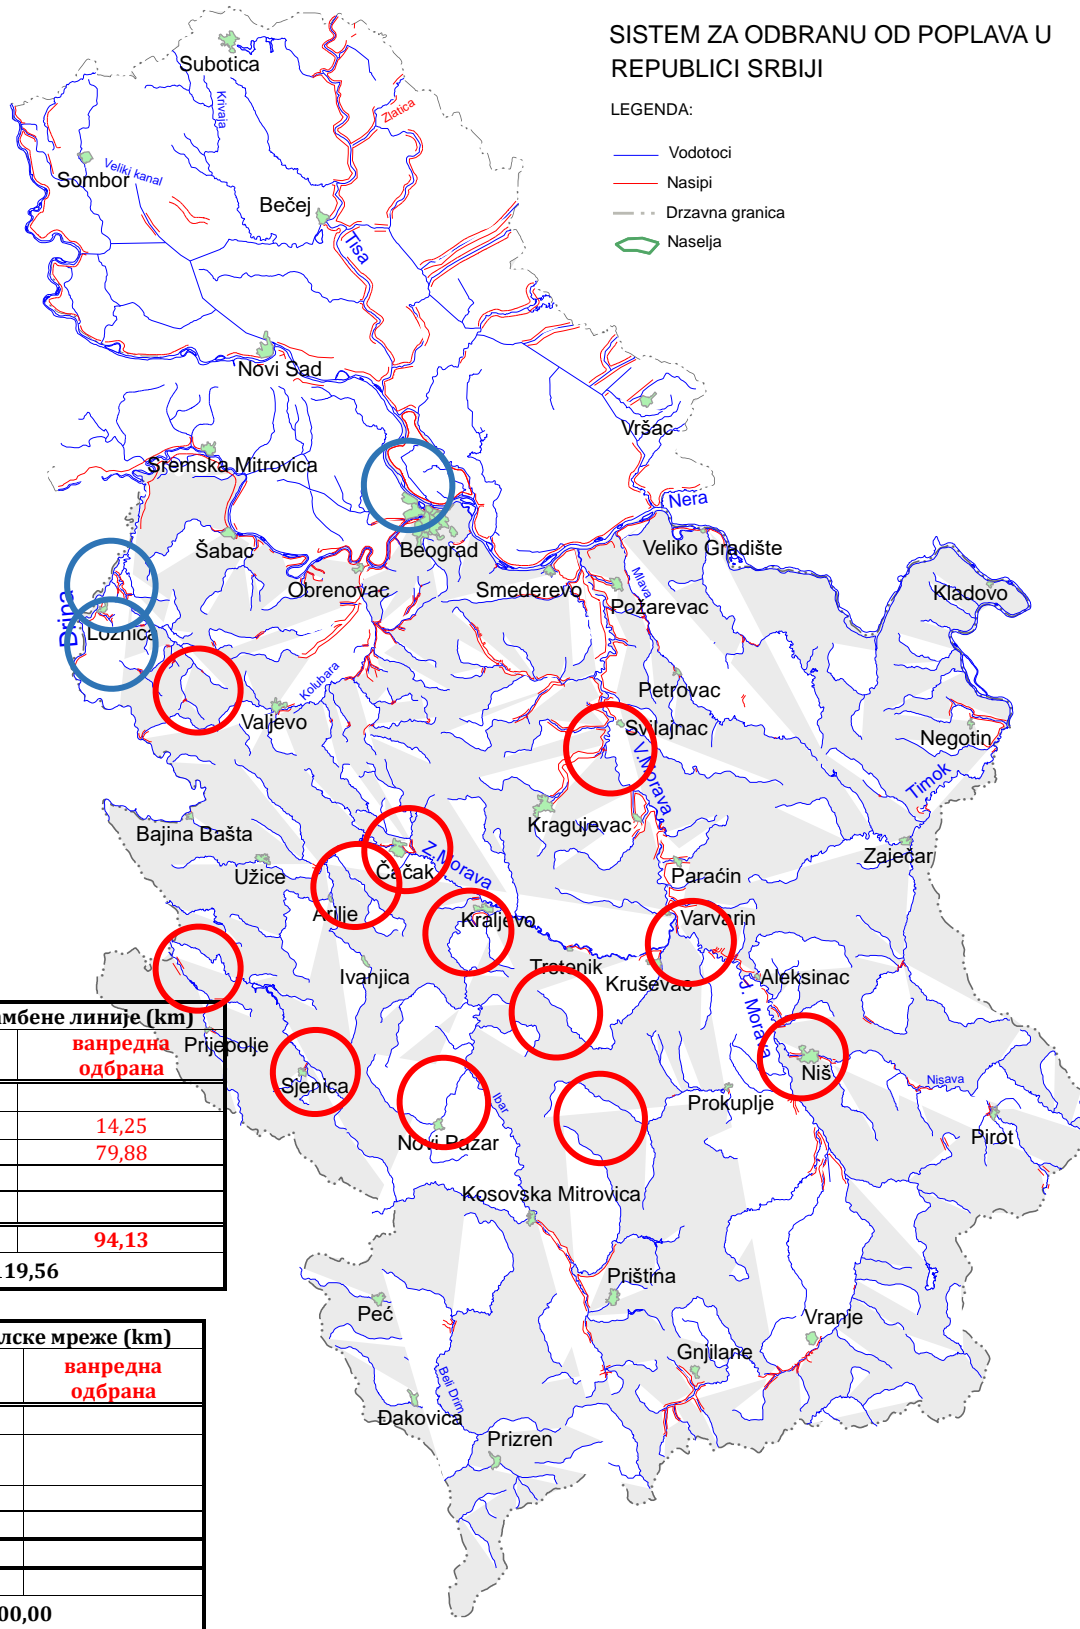 SISTEM ZA ODBRANU OD POPLAVA U
REPUBLICI SRBIJI
LEGENDA:
Vodotoci
Nasipi
Drzavna granica
Naselja
Subotica
Krivaja
Zlatica
Sombor
Veliki kanal
Bečej
Tisa
Novi Sad
Vršac
Sremska Mitrovica
Nera
Šabac
Beograd
Veliko Gradište
Obrenovac
Smederevo
Mlava
Požarevac
Kladovo
Drina
Loznica
Kolubara
Petrovac
Valjevo
Svilajnac
Negotin
V.Morava
Timok
Bajina Bašta
Kragujevac
Zaječar
Užice
Čačak
Z.Morava
Paraćin
Arilje
Kraljevo
Varvarin
Ivanjica
Trstenik
Kruševac
Aleksinac
J. Morava
Prijepolje
Sjenica
Niš
Nisava
Ibar
Prokuplje
Novi Pazar
Pirot
Kosovska Mitrovica
Priština
Peć
Vranje
Gnjilane
Beli Drim
Đakovica
Prizren
мбене линије (km)
ванредна
одбрана
14,25
79,88
94,13
119,56
лске мреже (km)
ванредна
одбрана
00,00